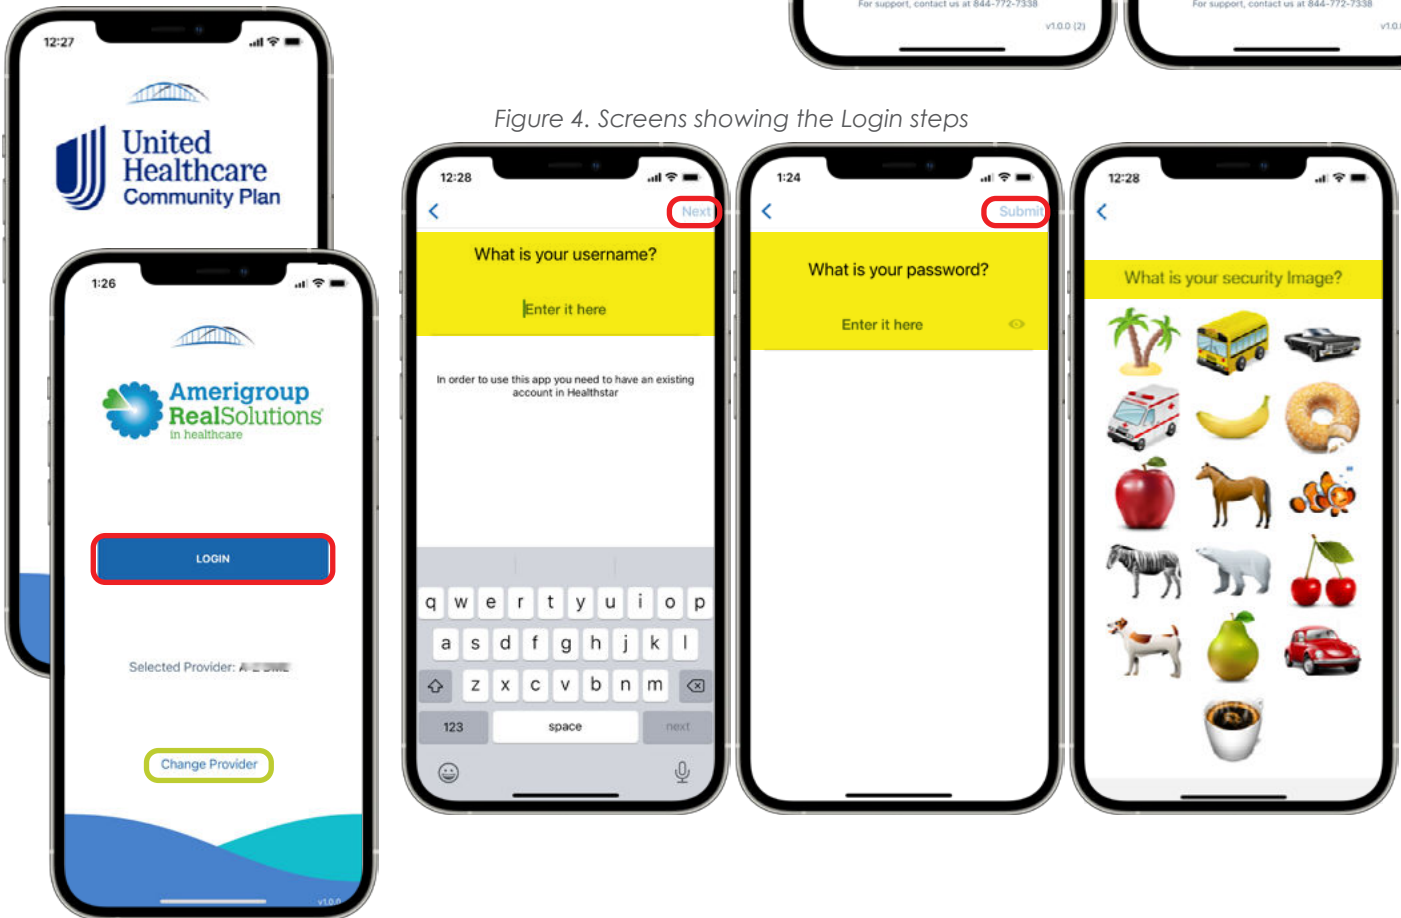 For support, contact us at 844-772-7338
v1.0.0 (2)
For support, contact us at 844-772-7338
Figure 4. Screens showing the Login steps
12:27
United
Healthcare
Community Plan
1:26
Amerigroup
RealSolutions
in healthcare
LOGIN
Selected Provider:
Change Provider
v1.0.0
12:28
Next
What is your username?
Enter it here
In order to use this app you need to have an existing
account in Healthstar
q w e r t y u i o p
a s d f g h j k l
z x c v b n m
123 space next
1:24
Submit
What is your password?
Enter it here
12:28
What is your security Image?